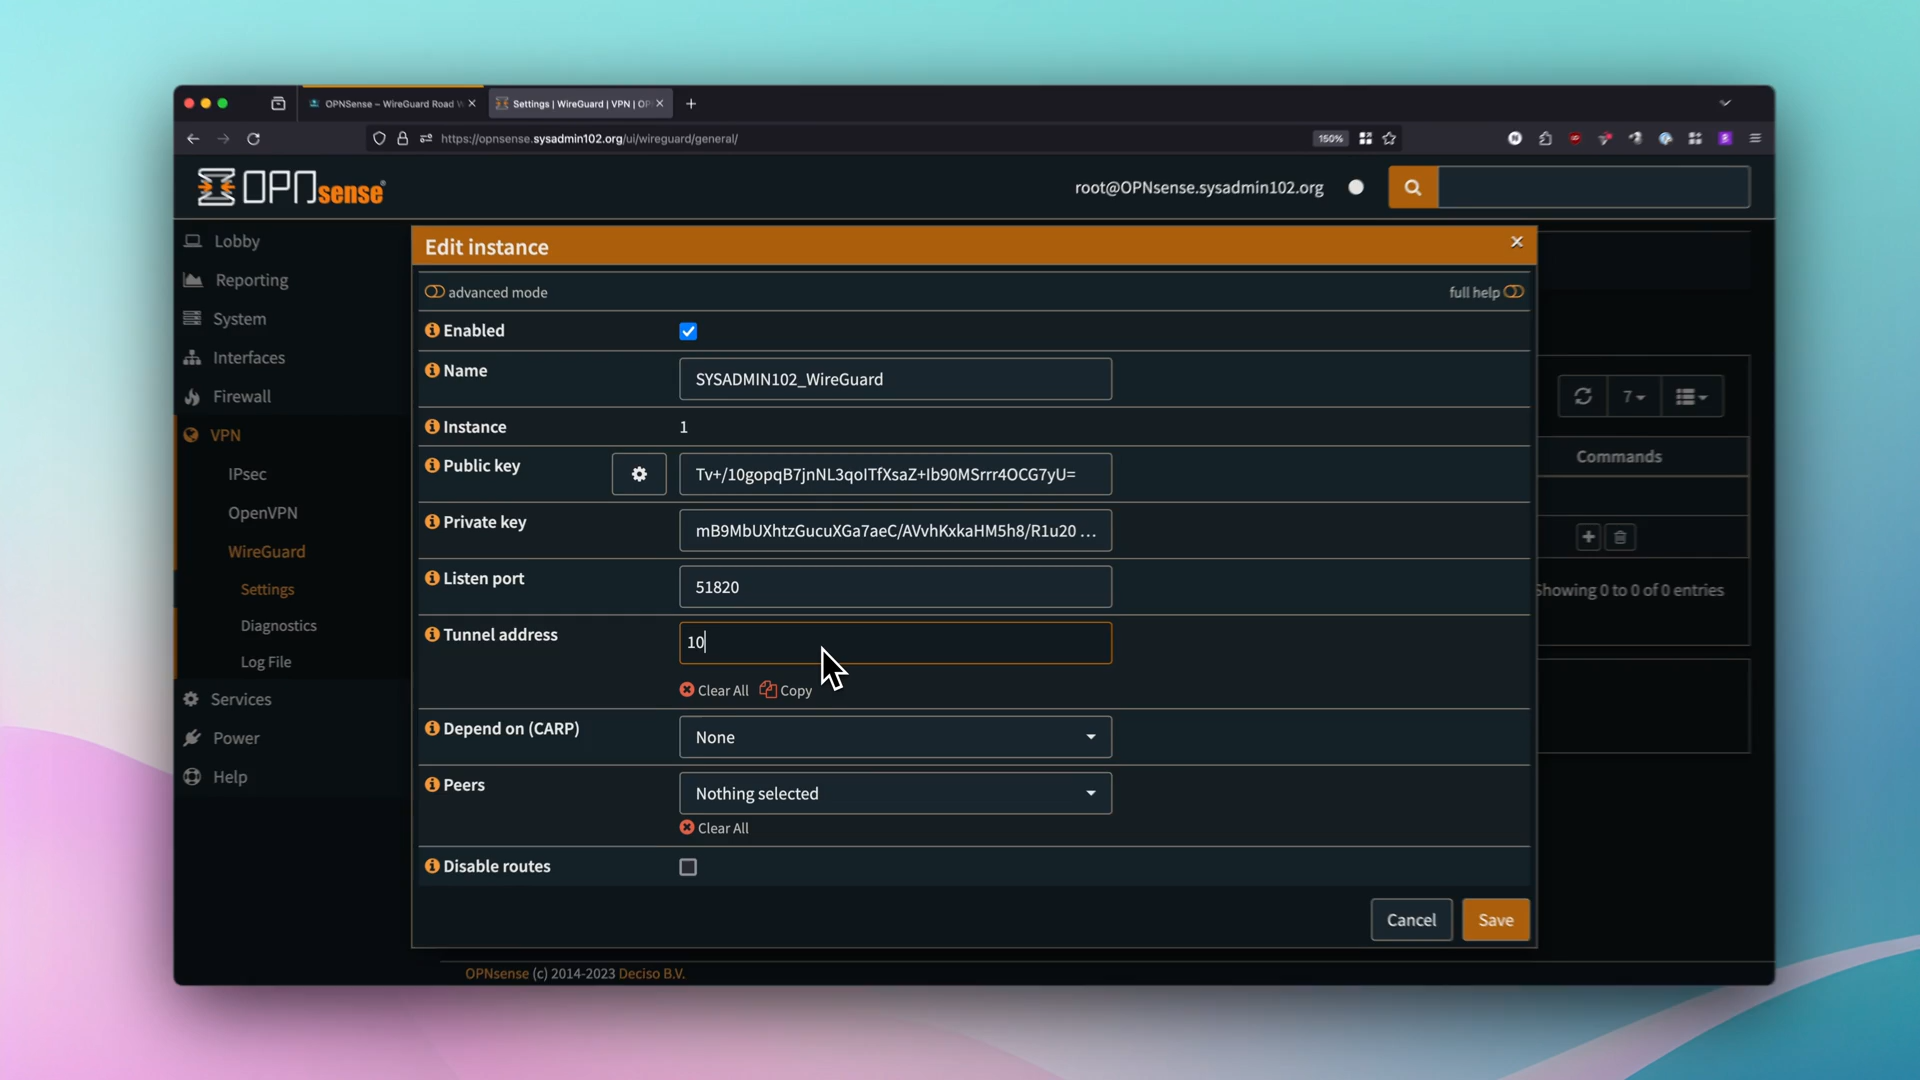 OPNSense – WireGuard Road W
Settings | WireGuard | VPN | OP
https://opnsense.sysadmin102.org/ui/wireguard/general/
150%
OPNsense®
root@OPNsense.sysadmin102.org
Lobby
Reporting
System
Interfaces
Firewall
VPN
IPsec
OpenVPN
WireGuard
Settings
Diagnostics
Log File
Services
Power
Help
Edit instance
advanced mode
full help
Enabled
Name
SYSADMIN102_WireGuard
Instance
1
Public key
Tv+/10gopqB7jnNL3qoITfXsaZ+Ib90MSrrr4OCG7yU=
Private key
mB9MbUXhtzGucuXGa7aeC/AVvhKxkaHM5h8/R1u20 ...
Listen port
51820
Tunnel address
10
Clear All
Copy
Depend on (CARP)
None
Peers
Nothing selected
Clear All
Disable routes
Cancel
Save
7
Commands
Showing 0 to 0 of 0 entries
OPNsense (c) 2014-2023 Deciso B.V.